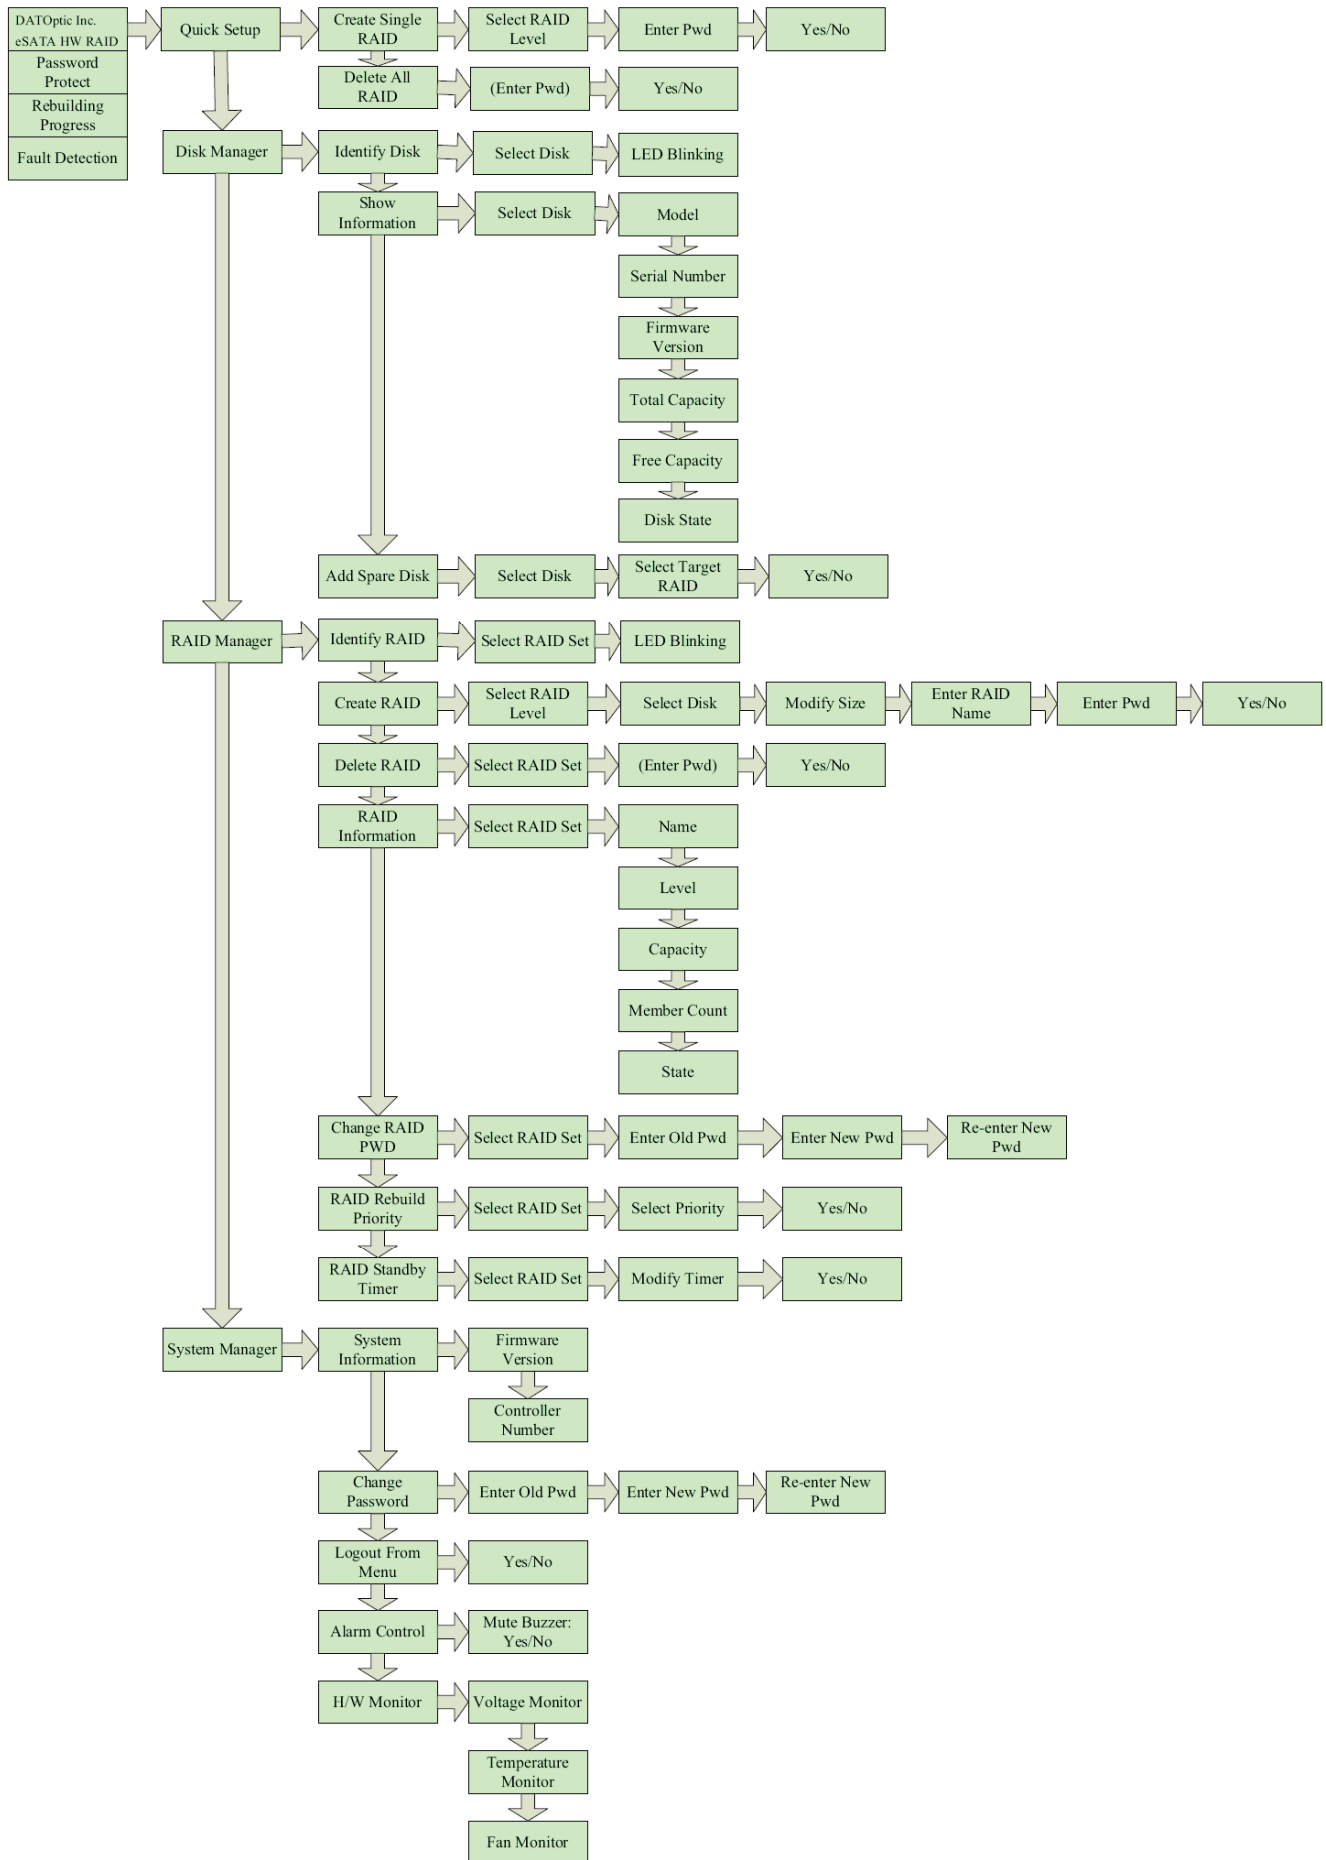 DATOptic Inc.
eSATA HW RAID
Password
Protect
Rebuilding
Progress
Fault Detection
Quick Setup
Create Single
RAID
Select RAID
Level
Enter Pwd
Yes/No
Delete All
RAID
(Enter Pwd)
Yes/No
Disk Manager
Identify Disk
Select Disk
LED Blinking
Show
Information
Select Disk
Model
Serial Number
Firmware
Version
Total Capacity
Free Capacity
Disk State
Add Spare Disk
Select Disk
Select Target
RAID
Yes/No
RAID Manager
Identify RAID
Select RAID Set
LED Blinking
Create RAID
Select RAID
Level
Select Disk
Modify Size
Enter RAID
Name
Enter Pwd
Yes/No
Delete RAID
Select RAID Set
(Enter Pwd)
Yes/No
RAID
Information
Select RAID Set
Name
Level
Capacity
Member Count
State
Change RAID
PWD
Select RAID Set
Enter Old Pwd
Enter New Pwd
Re-enter New
Pwd
RAID Rebuild
Priority
Select RAID Set
Select Priority
Yes/No
RAID Standby
Timer
Select RAID Set
Modify Timer
Yes/No
System Manager
System
Information
Firmware
Version
Controller
Number
Change
Password
Enter Old Pwd
Enter New Pwd
Re-enter New
Pwd
Logout From
Menu
Yes/No
Alarm Control
Mute Buzzer:
Yes/No
H/W Monitor
Voltage Monitor
Temperature
Monitor
Fan Monitor